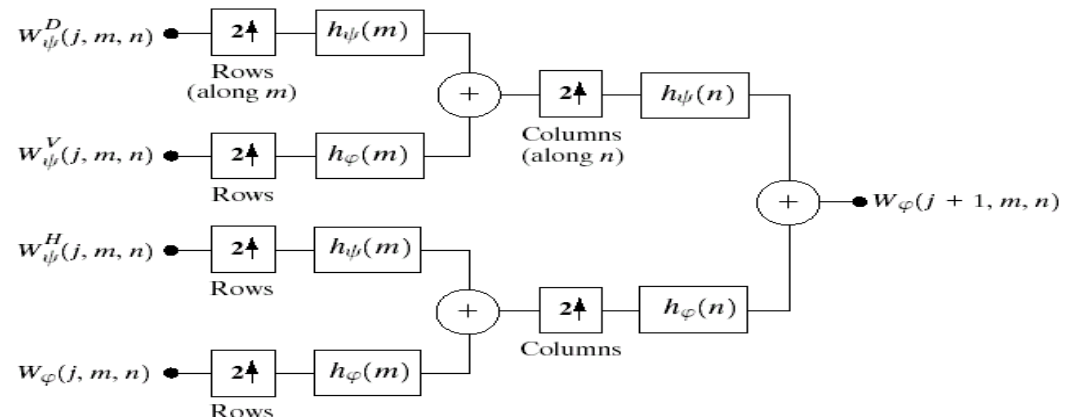 W_ψ^D(j, m, n) 2↑ h_ψ(m)
Rows
(along m)
+ 2↑ h_ψ(n)
Columns
(along n)
W_ψ^V(j, m, n) 2↑ h_φ(m)
Rows
+ W_φ(j + 1, m, n)
W_ψ^H(j, m, n) 2↑ h_ψ(m)
Rows
+ 2↑ h_φ(n)
Columns
W_φ(j, m, n) 2↑ h_φ(m)
Rows